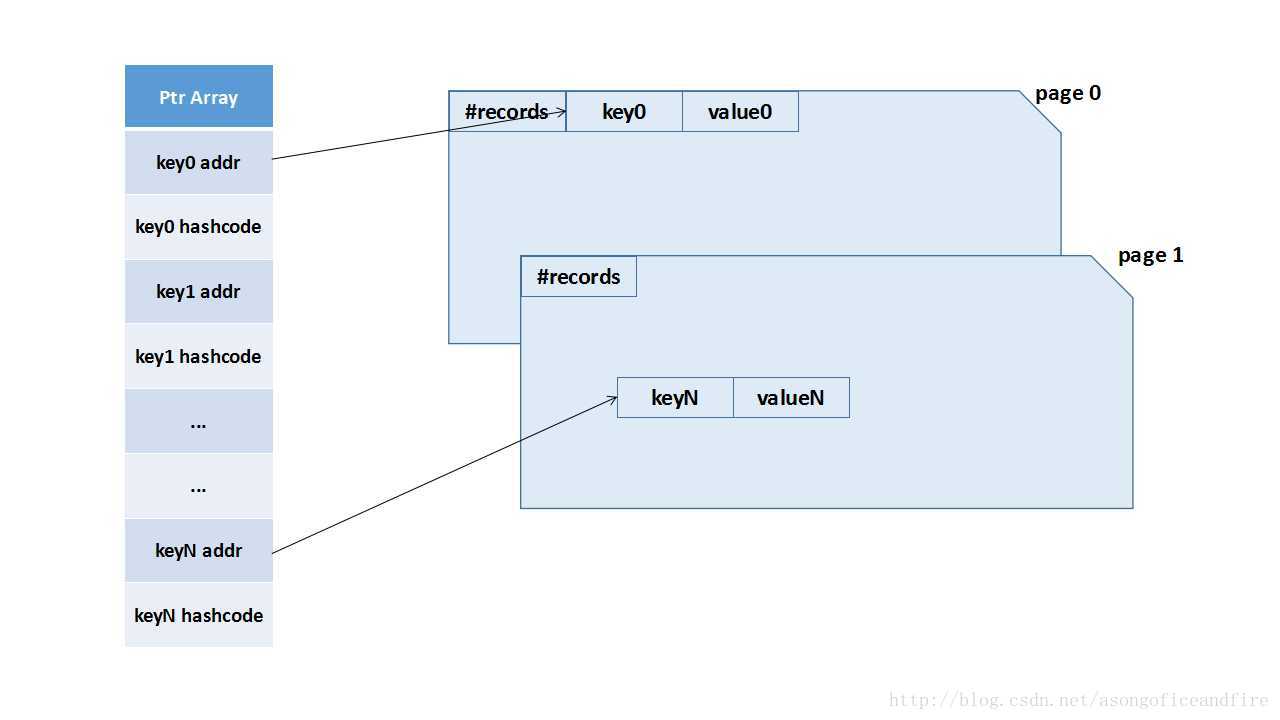 Ptr Array
key0 addr
key0 hashcode
key1 addr
key1 hashcode
...
...
keyN addr
keyN hashcode
page 0
#records key0 value0
page 1
#records
keyN valueN
http://blog.csdn.net/asongoficeandfire